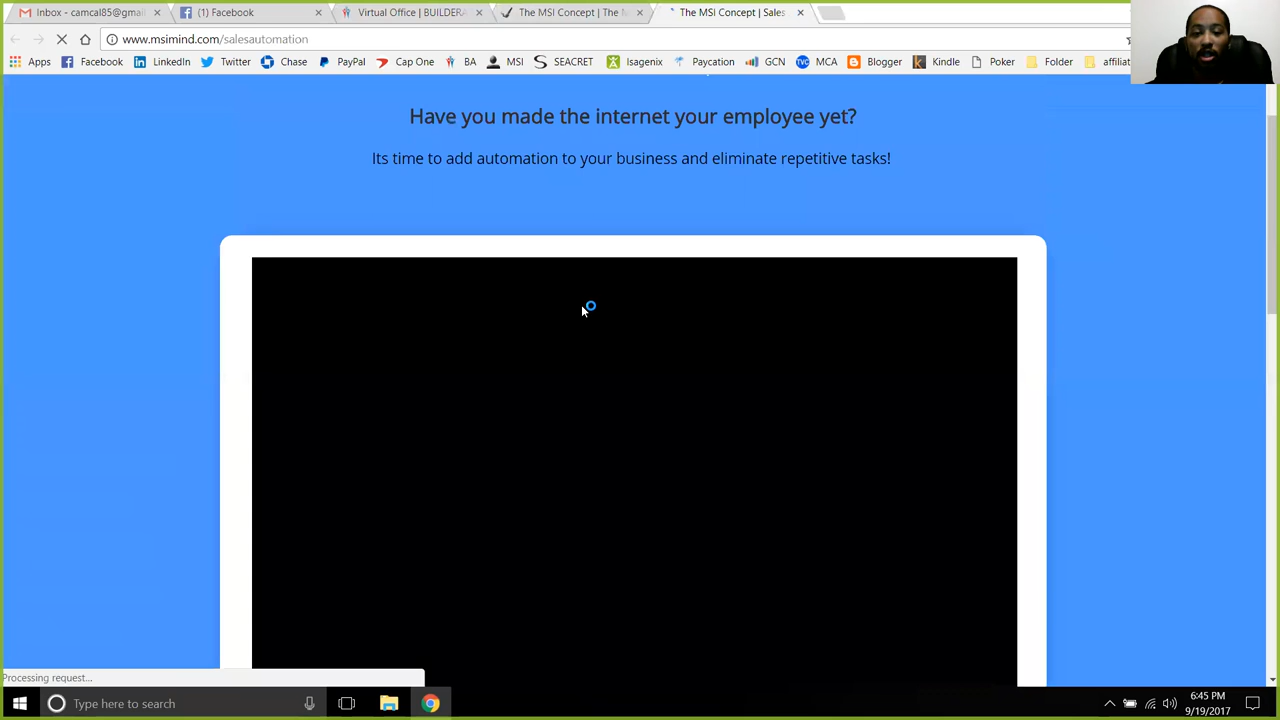 Inbox - camcal85@gmai
(1) Facebook
Virtual Office | BUILDERA
The MSI Concept | The M
The MSI Concept | Sales
www.msimind.com/salesautomation
Apps Facebook LinkedIn Twitter Chase PayPal Cap One BA MSI SEACRET Isagenix Paycation GCN MCA Blogger Kindle Poker Folder affiliat
Have you made the internet your employee yet?
Its time to add automation to your business and eliminate repetitive tasks!
Processing request...
Type here to search
6:45 PM
9/19/2017